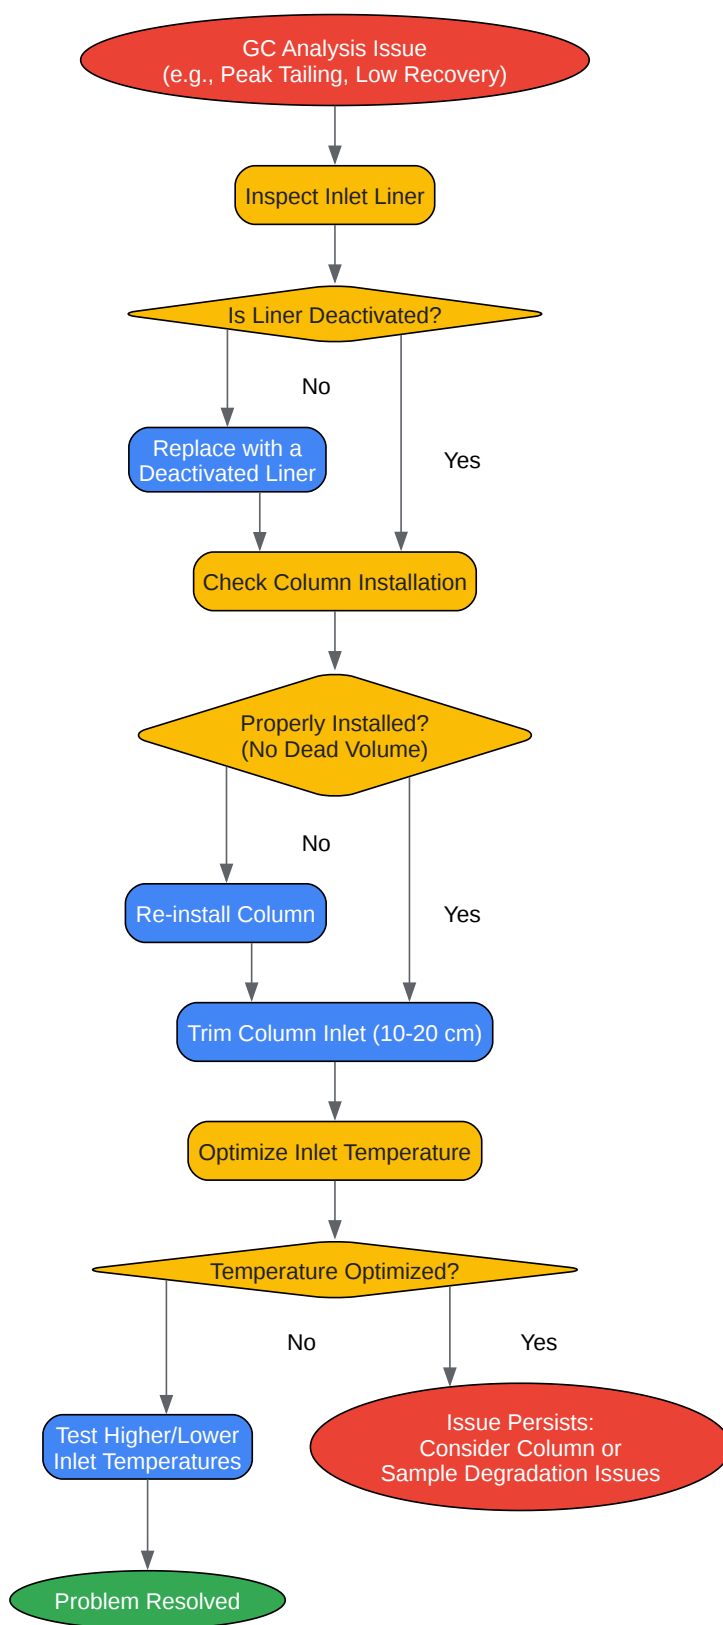 GC Analysis Issue
(e.g., Peak Tailing, Low Recovery)
Inspect Inlet Liner
Is Liner Deactivated?
No
Replace with a
Deactivated Liner
Yes
Check Column Installation
Properly Installed?
(No Dead Volume)
No
Re-install Column
Yes
Trim Column Inlet (10-20 cm)
Optimize Inlet Temperature
Temperature Optimized?
No
Yes
Test Higher/Lower
Inlet Temperatures
Issue Persists:
Consider Column or
Sample Degradation Issues
Problem Resolved